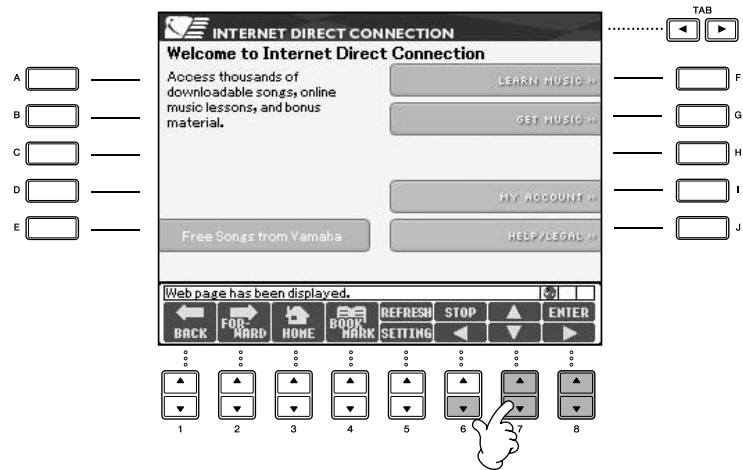 TAB
INTERNET DIRECT CONNECTION
Welcome to Internet Direct Connection
Access thousands of
downloadable songs, online
music lessons, and bonus
material.
LEARN MUSIC »
GET MUSIC »
MY ACCOUNT »
Free Songs from Yamaha
HELP/LEGAL »
A
B
C
D
E
F
G
H
I
J
Web page has been displayed.
BACK
FOR-
WARD
HOME
BOOK
MARK
REFRESH
SETTING
STOP
ENTER
1 2 3 4 5 6 7 8